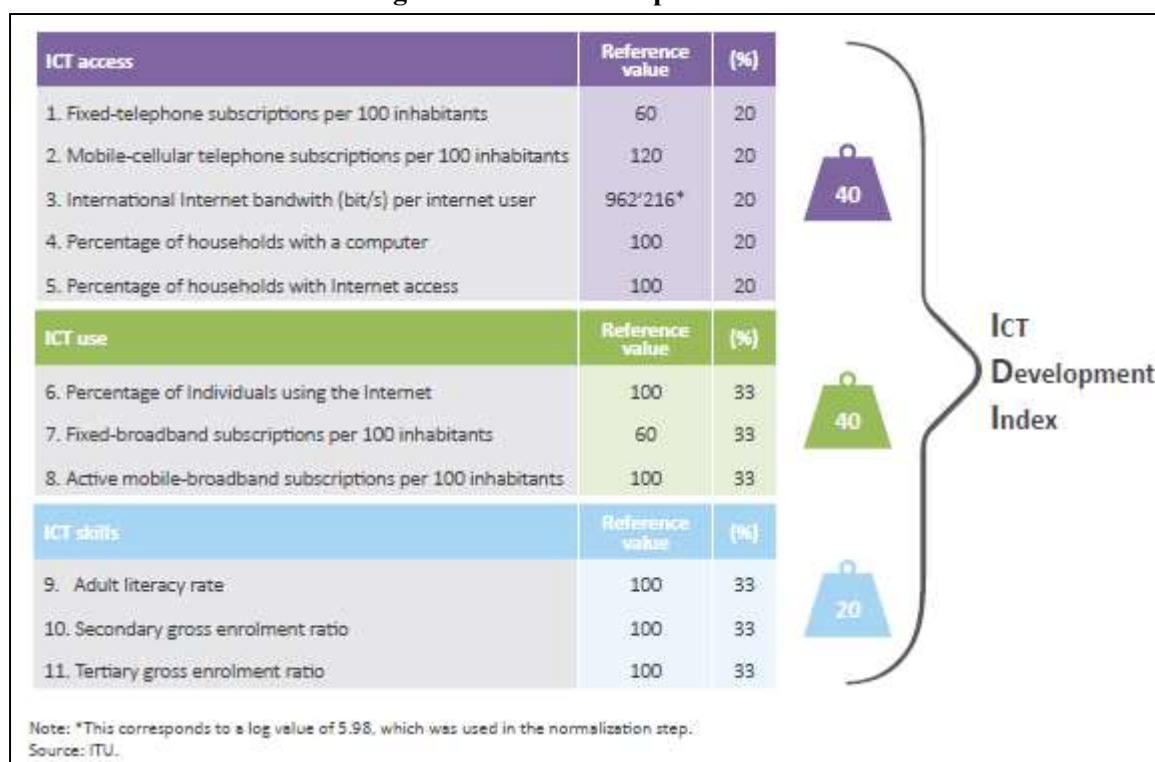 ICT access Reference value (%)
1. Fixed-telephone subscriptions per 100 inhabitants 60 20
2. Mobile-cellular telephone subscriptions per 100 inhabitants 120 20
3. International Internet bandwith (bit/s) per internet user 962'216* 20
4. Percentage of households with a computer 100 20
5. Percentage of households with Internet access 100 20
40
ICT use Reference value (%)
6. Percentage of Individuals using the Internet 100 33
7. Fixed-broadband subscriptions per 100 inhabitants 60 33
8. Active mobile-broadband subscriptions per 100 inhabitants 100 33
40
ICT skills Reference value (%)
9. Adult literacy rate 100 33
10. Secondary gross enrolment ratio 100 33
11. Tertiary gross enrolment ratio 100 33
20
ICT
Development
Index
Note: *This corresponds to a log value of 5.98, which was used in the normalization step.
Source: ITU.